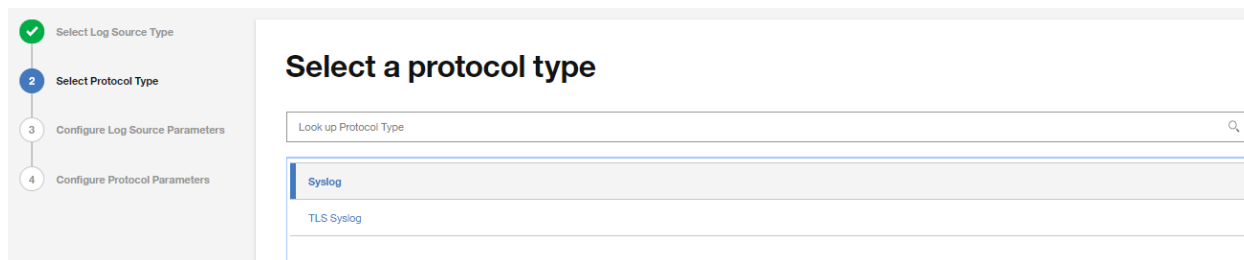 Select Log Source Type
2 Select Protocol Type
3 Configure Log Source Parameters
4 Configure Protocol Parameters
Select a protocol type
Look up Protocol Type
Syslog
TLS Syslog